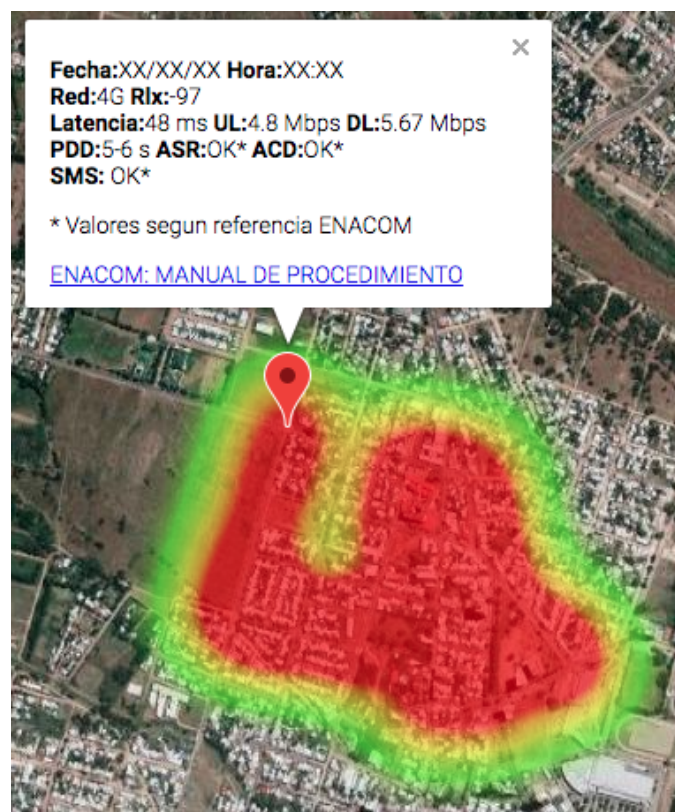 Fecha:XX/XX/XX Hora:XX:XX
Red:4G Rlx:-97
Latencia:48 ms UL:4.8 Mbps DL:5.67 Mbps
PDD:5-6 s ASR:OK* ACD:OK*
SMS: OK*
* Valores segun referencia ENACOM
ENACOM: MANUAL DE PROCEDIMIENTO